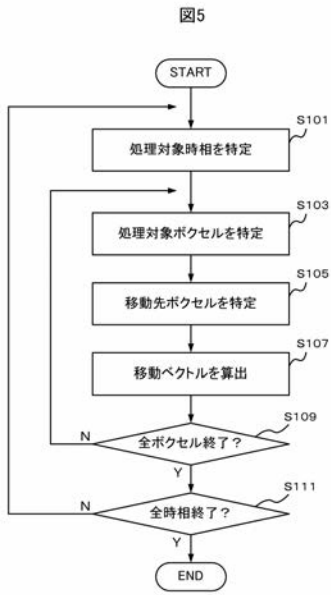 図5
START
S101
処理対象時相を特定
S103
処理対象ボクセルを特定
S105
移動先ボクセルを特定
S107
移動ベクトルを算出
S109
N
全ボクセル終了？
Y
S111
N
全時相終了？
Y
END